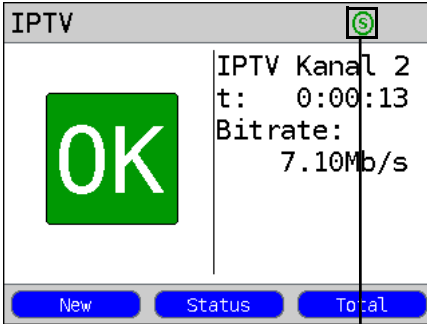 IPTV S
OK
IPTV Kanal 2
t: 0:00:13
Bitrate:
7.10Mb/s
New Status Total